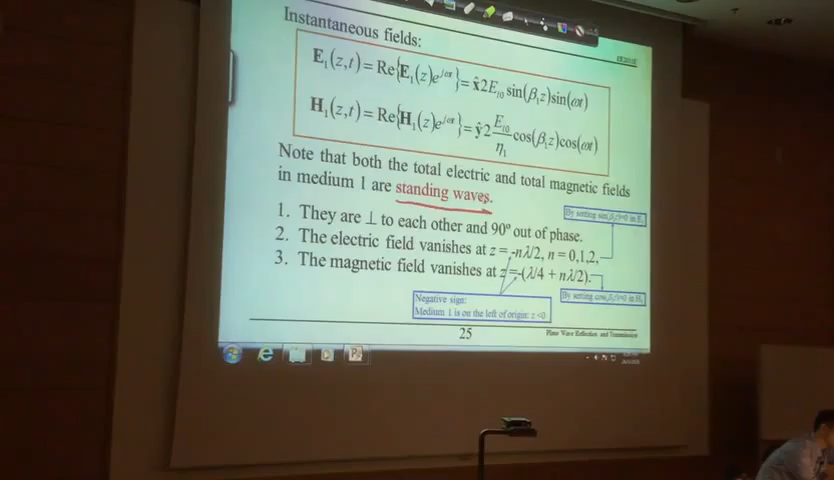 Instantaneous fields:
E₁(z,t) = Re{E₁(z)e^{jωt}} = x̂2E_{i0} sin(β₁z)sin(ωt)
H₁(z,t) = Re{H₁(z)e^{jωt}} = ŷ2 E_{i0}/η₁ cos(β₁z)cos(ωt)
Note that both the total electric and total magnetic fields
in medium 1 are standing waves.
By setting sin(β₁z)=0 in E₁
1. They are ⊥ to each other and 90° out of phase.
2. The electric field vanishes at z = -nλ/2, n = 0,1,2,
3. The magnetic field vanishes at z =-(λ/4 + nλ/2).
By setting cos(β₁z)=0 in H₁
Negative sign:
Medium 1 is on the left of origin: z <0
25
Plane Wave Reflection and Transmission